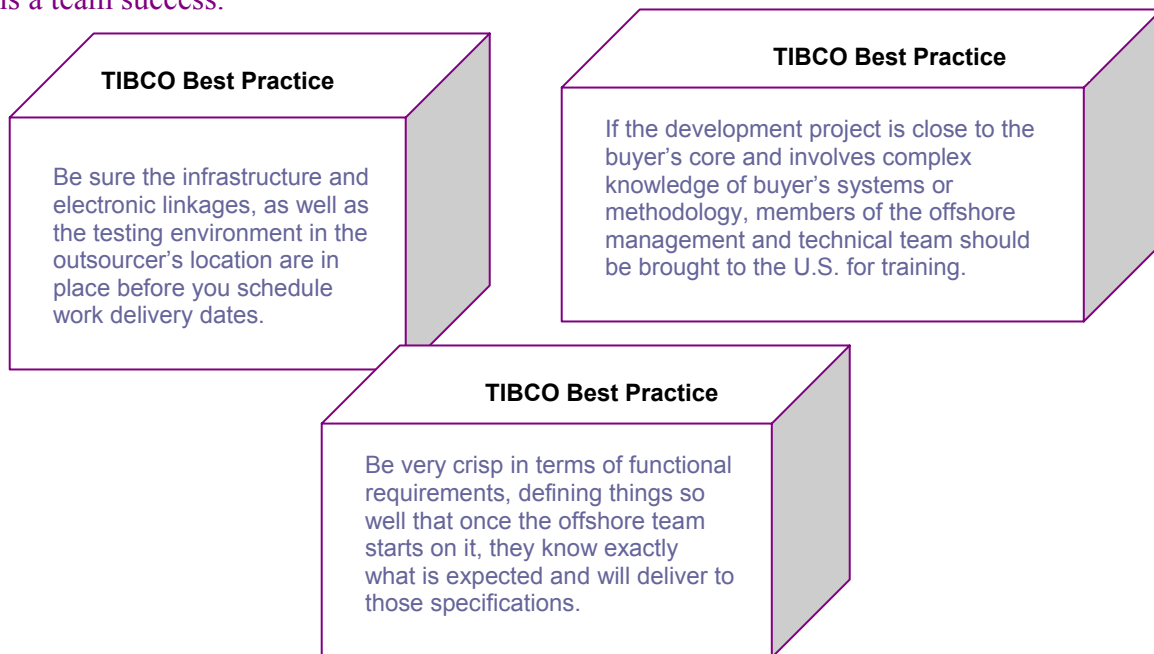 is a team success.
TIBCO Best Practice
Be sure the infrastructure and
electronic linkages, as well as
the testing environment in the
outsourcer’s location are in
place before you schedule
work delivery dates.
TIBCO Best Practice
If the development project is close to the
buyer’s core and involves complex
knowledge of buyer’s systems or
methodology, members of the offshore
management and technical team should
be brought to the U.S. for training.
TIBCO Best Practice
Be very crisp in terms of functional
requirements, defining things so
well that once the offshore team
starts on it, they know exactly
what is expected and will deliver to
those specifications.